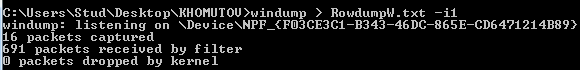 C:\Users\Stud\Desktop\KHOMUTOV>windump > RowdumpW.txt -i1
windump: listening on \Device\NPF_{F03CE3C1-B343-46DC-865E-CD6471214B89}
16 packets captured
691 packets received by filter
0 packets dropped by kernel